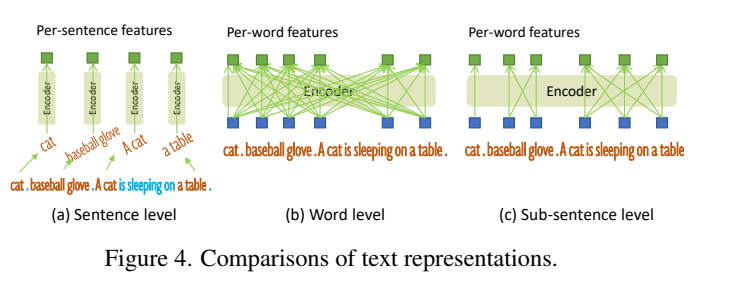 Per-sentence features
Encoder
Encoder
Encoder
Encoder
cat
baseball glove
A cat
a table
cat . baseball glove . A cat is sleeping on a table .
(a) Sentence level
Per-word features
Encoder
cat . baseball glove . A cat is sleeping on a table .
(b) Word level
Per-word features
Encoder
cat . baseball glove . A cat is sleeping on a table
(c) Sub-sentence level
Figure 4. Comparisons of text representations.